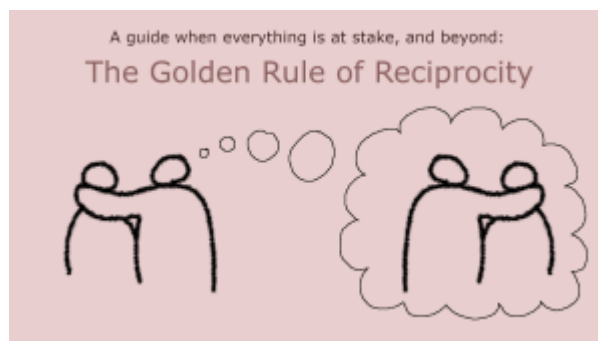 A guide when everything is at stake, and beyond:
The Golden Rule of Reciprocity